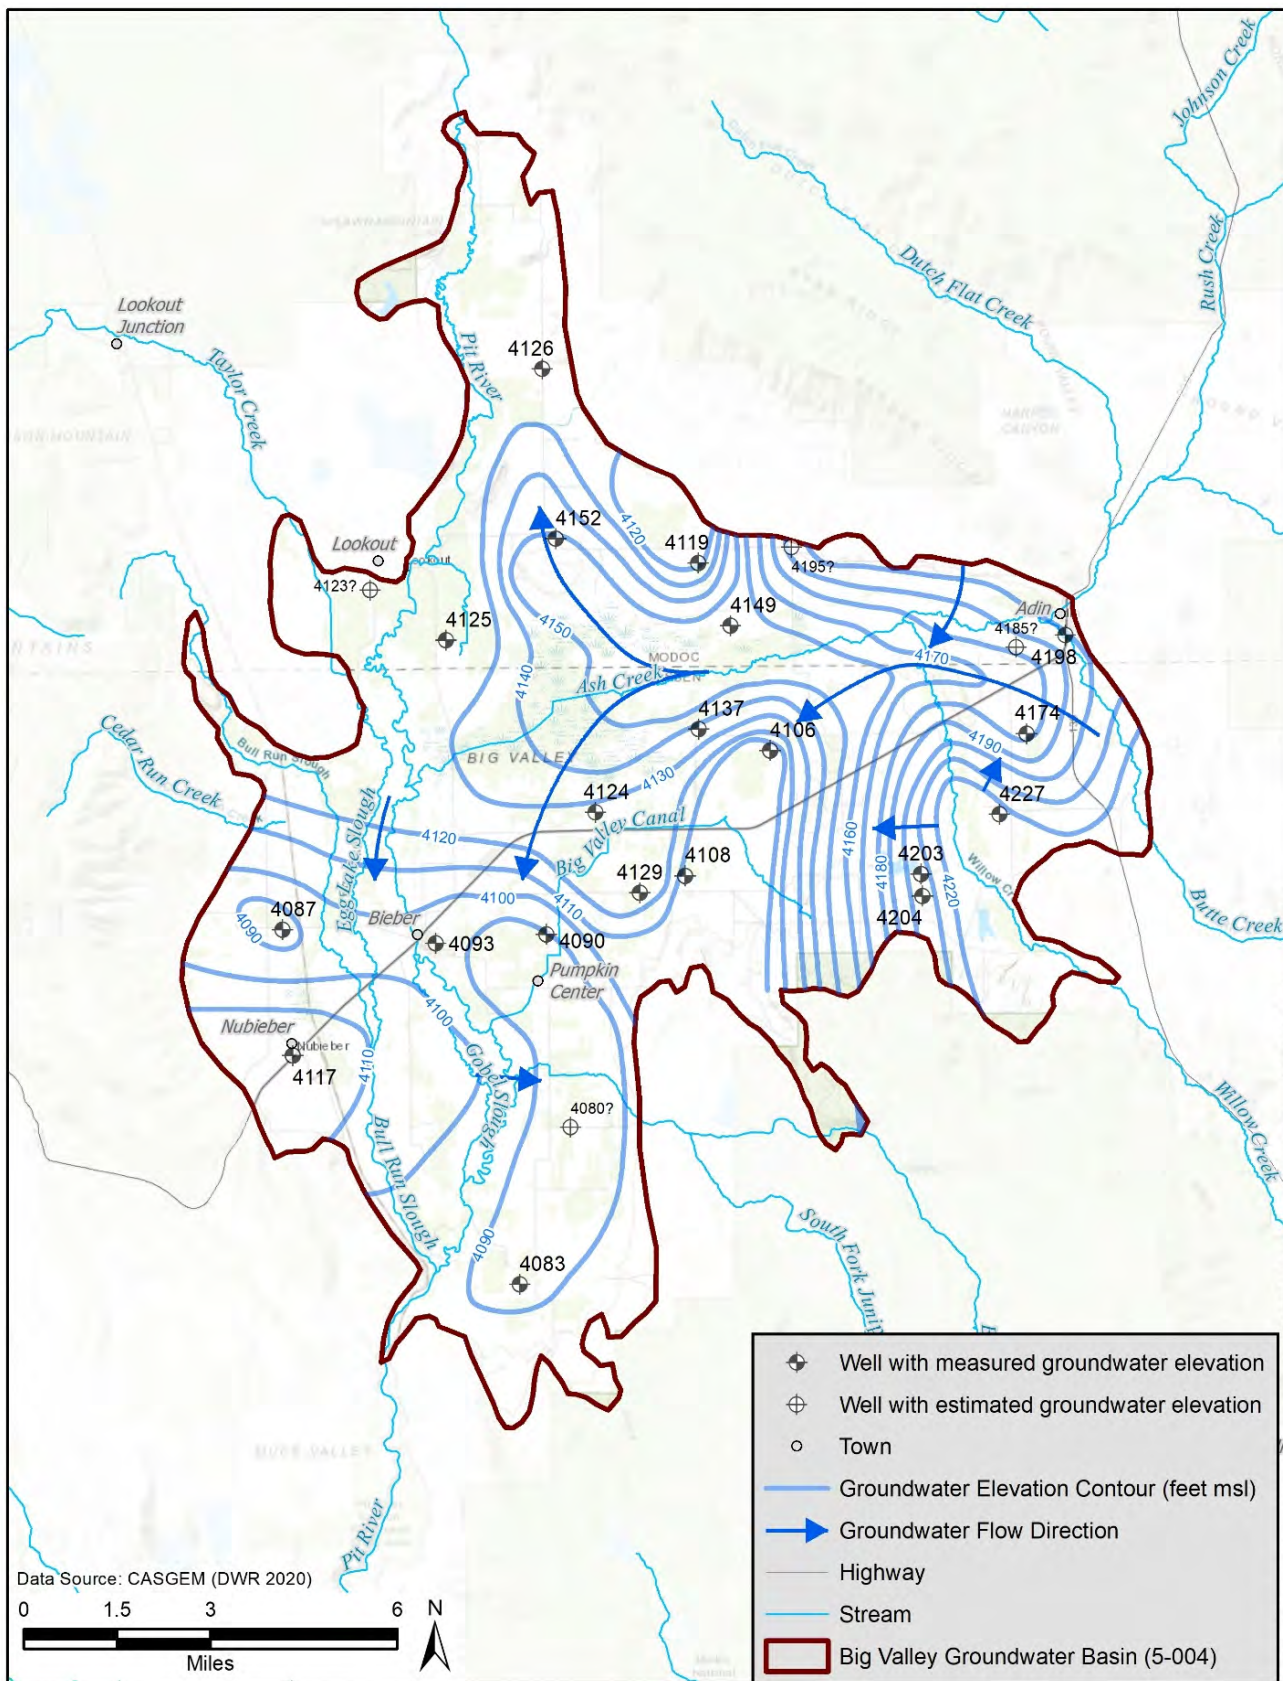 Johnson Creek
Rush Creek
Dutch Flat Creek
Lookout
Junction
Taylor Creek
Pit River
4126
4152
4120
4119
4195?
Lookout
4123?
4125
4149
Adin
4185?
4198
4150
4140
MODOC
4170
Ash Creek
4137
4106
4174
4190
BIG VALLEY
4130
Cedar Run Creek
Bull Run Slough
Egg Lake Slough
4120
4124
Big Valley Canal
4227
4160
4180
4203
4220
4204
4129
4108
4110
4100
Butte Creek
4087
4090
Bieber
4093
4090
Pumpkin
Center
Nubieber
Nubieber
4117
4110
4100
Gobel Slough
4080?
Bull Run Slough
4090
4083
Willow Creek
South Fork Junip
Pit River
Well with measured groundwater elevation
Well with estimated groundwater elevation
Town
Groundwater Elevation Contour (feet msl)
Groundwater Flow Direction
Highway
Stream
Big Valley Groundwater Basin (5-004)
Data Source: CASGEM (DWR 2020)
0 1.5 3 6
Miles
N